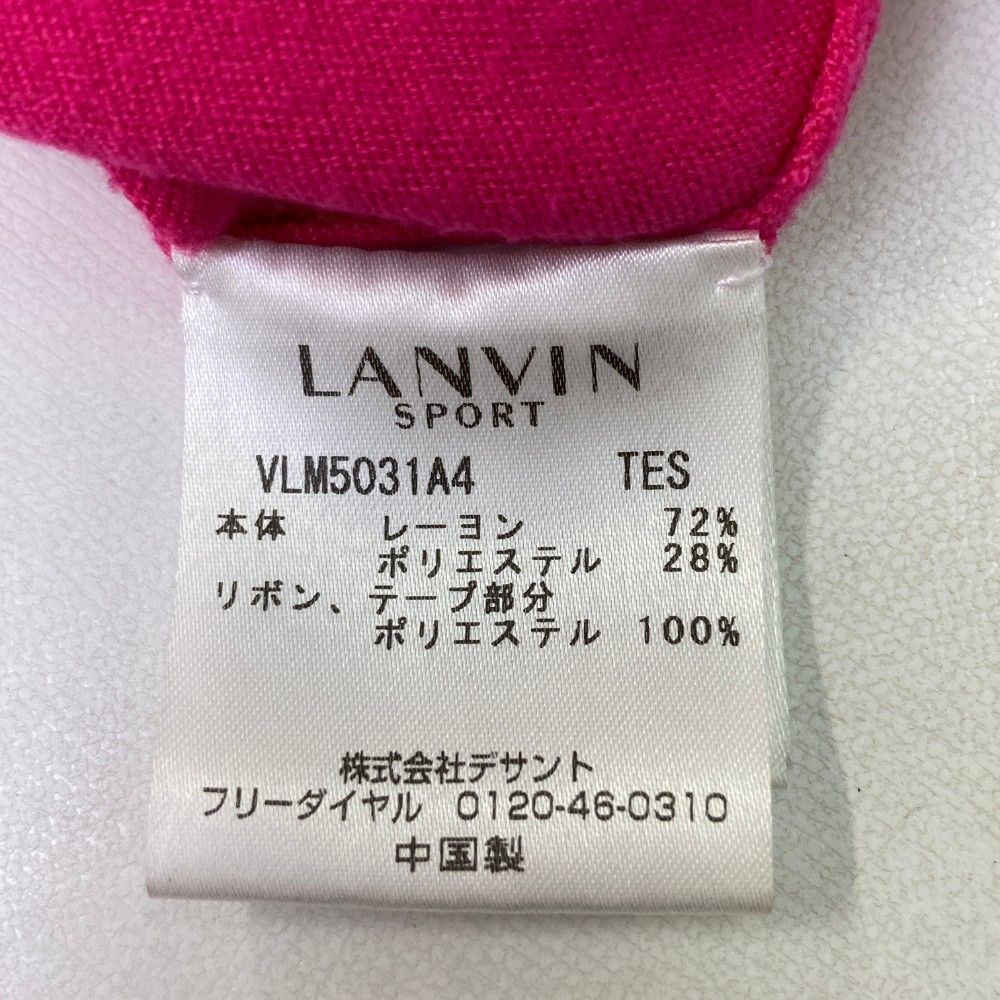 LANVIN
SPORT
VLM5031A4 TES
本体 レーヨン 72%
ポリエステル 28%
リボン、テープ部分
ポリエステル 100%
株式会社デサント
フリーダイヤル 0120-46-0310
中国製